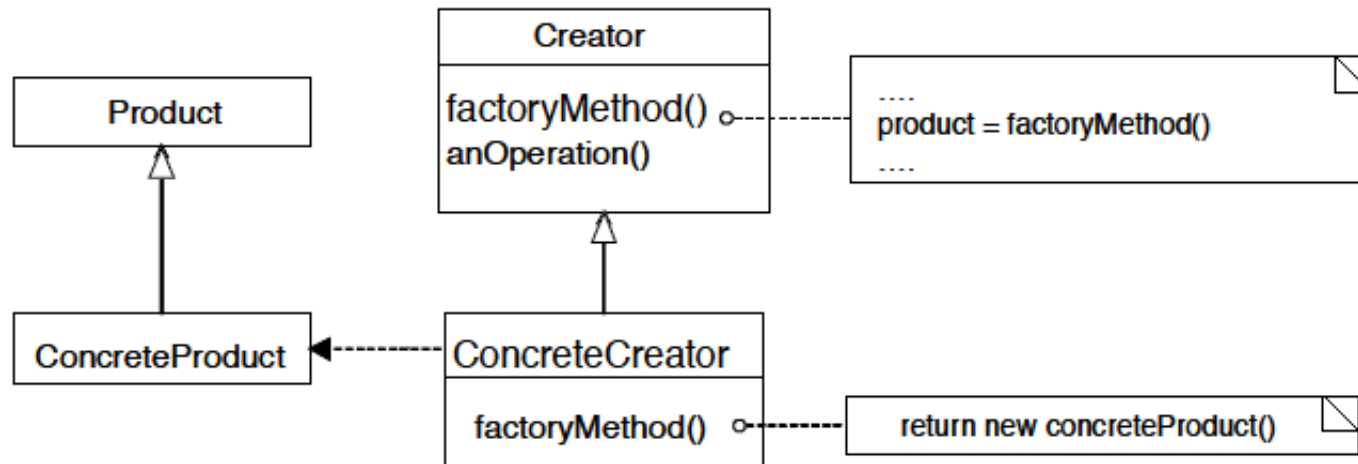 Creator
Product
factoryMethod()
anOperation()
....
product = factoryMethod()
....
ConcreteProduct
ConcreteCreator
factoryMethod()
return new concreteProduct()